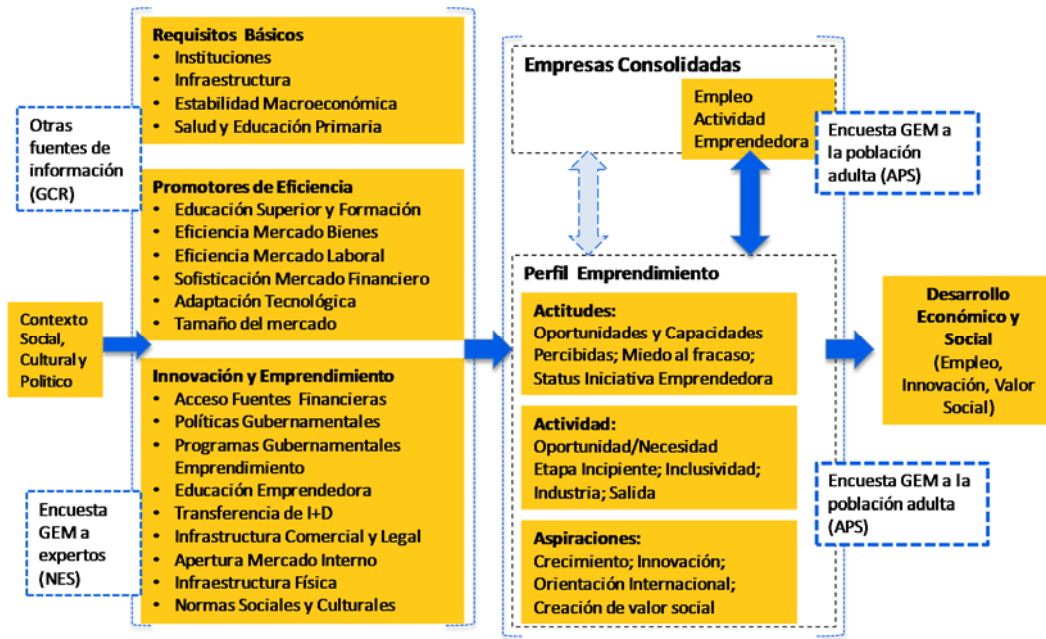 Contexto
Social,
Cultural y
Politico
Otras
fuentes de
información
(GCR)
Encuesta
GEM a
expertos
(NES)
Requisitos Básicos
• Instituciones
• Infraestructura
• Estabilidad Macroeconómica
• Salud y Educación Primaria
Promotores de Eficiencia
• Educación Superior y Formación
• Eficiencia Mercado Bienes
• Eficiencia Mercado Laboral
• Sofisticación Mercado Financiero
• Adaptación Tecnológica
• Tamaño del mercado
Innovación y Emprendimiento
• Acceso Fuentes Financieras
• Políticas Gubernamentales
• Programas Gubernamentales
Emprendimiento
• Educación Emprendedora
• Transferencia de I+D
• Infrastructura Comercial y Legal
• Apertura Mercado Interno
• Infraestructura Física
• Normas Sociales y Culturales
Empresas Consolidadas
Empleo
Actividad
Emprendedora
Encuesta GEM a
la población
adulta (APS)
Perfil Emprendimiento
Actitudes:
Oportunidades y Capacidades
Percibidas; Miedo al fracaso;
Status Iniciativa Emprendedora
Actividad:
Oportunidad/Necesidad
Etapa Incipiente; Inclusividad;
Industria; Salida
Aspiraciones:
Crecimiento; Innovación;
Orientación Internacional;
Creación de valor social
Encuesta GEM a la
población adulta
(APS)
Desarrollo
Económico y
Social
(Empleo,
Innovación, Valor
Social)